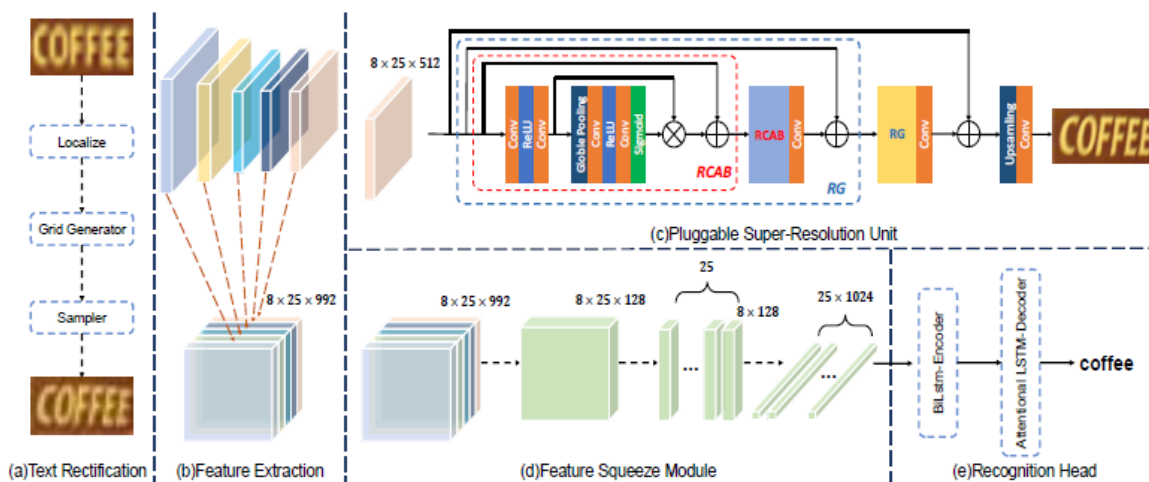 COFFEE
Localize
Grid Generator
Sampler
COFFEE
(a)Text Rectification
8 × 25 × 992
(b)Feature Extraction
8 × 25 × 512
Conv
ReLU
Conv
Globle Pooling
Conv
ReLU
Conv
Sigmoid
RCAB
RCAB
Conv
RG
RG
Conv
Upsamling
Conv
COFFEE
(c)Pluggable Super-Resolution Unit
8 × 25 × 992
8 × 25 × 128
25
8 × 128
...
25 × 1024
...
(d)Feature Squeeze Module
BiLstm-Encoder
Attentional LSTM-Decoder
coffee
(e)Recognition Head